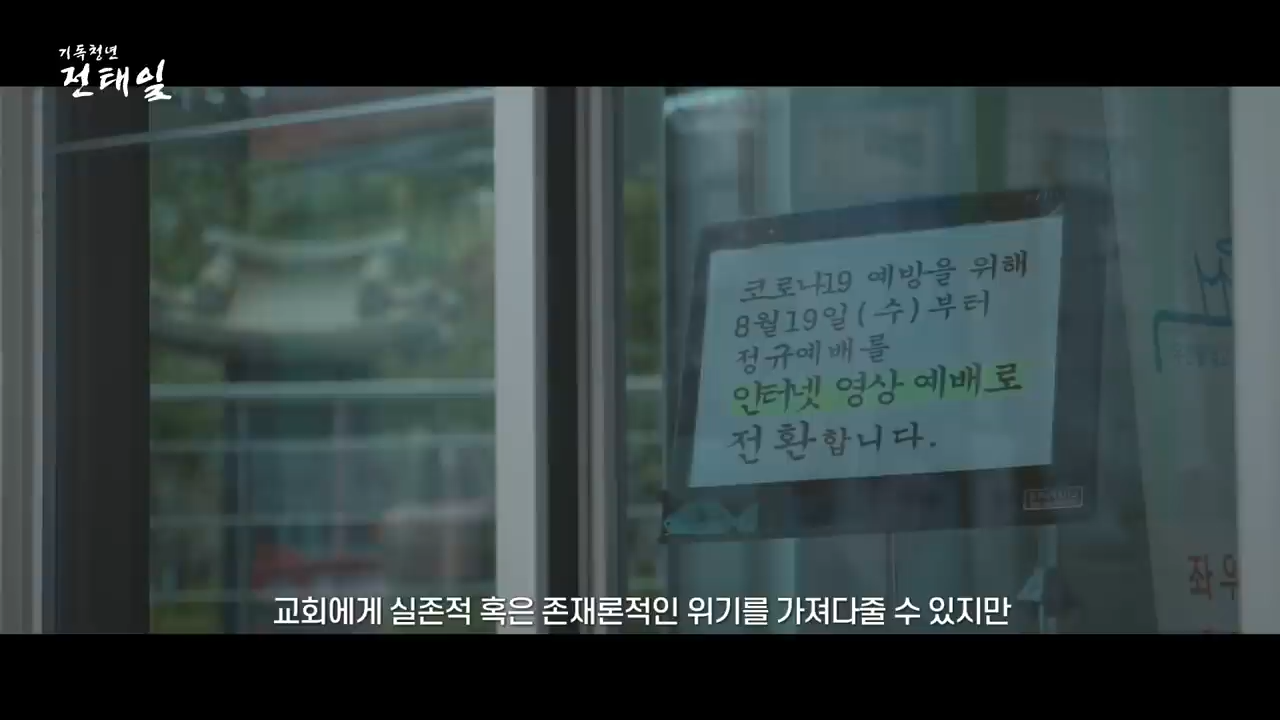 기독청년
전태일
코로나19 예방을 위해
8월19일(수)부터
정규예배를
인터넷 영상 예배로
전환합니다.
좌우
교회에게 실존적 혹은 존재론적인 위기를 가져다줄 수 있지만